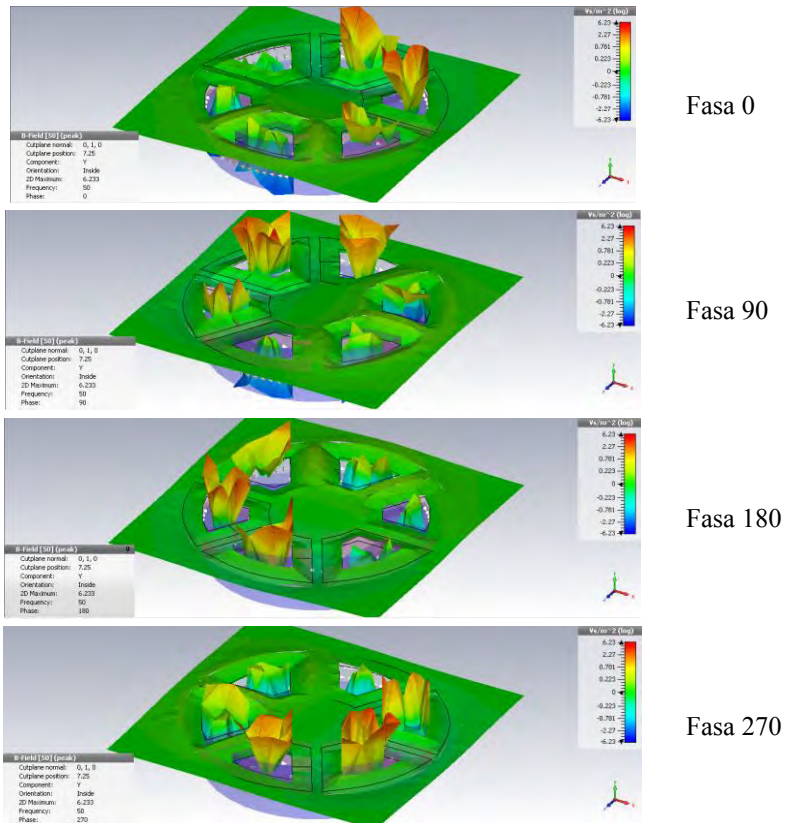 Vs/m^2 (log)
6.23
2.27
0.781
0.223
0
-0.223
-0.781
-2.27
-6.23
B-Field [50] (peak)
Cutplane normal: 0, 1, 0
Cutplane position: 7.25
Component: Y
Orientation: Inside
2D Maximum: 6.233
Frequency: 50
Phase: 0
Fasa 0
Vs/m^2 (log)
6.23
2.27
0.781
0.223
0
-0.223
-0.781
-2.27
-6.23
B-Field [50] (peak)
Cutplane normal: 0, 1, 0
Cutplane position: 7.25
Component: Y
Orientation: Inside
2D Maximum: 6.233
Frequency: 50
Phase: 90
Fasa 90
Vs/m^2 (log)
6.23
2.27
0.781
0.223
0
-0.223
-0.781
-2.27
-6.23
B-Field [50] (peak)
Cutplane normal: 0, 1, 0
Cutplane position: 7.25
Component: Y
Orientation: Inside
2D Maximum: 6.233
Frequency: 50
Phase: 180
Fasa 180
Vs/m^2 (log)
6.23
2.27
0.781
0.223
0
-0.223
-0.781
-2.27
-6.23
B-Field [50] (peak)
Cutplane normal: 0, 1, 0
Cutplane position: 7.25
Component: Y
Orientation: Inside
2D Maximum: 6.233
Frequency: 50
Phase: 270
Fasa 270